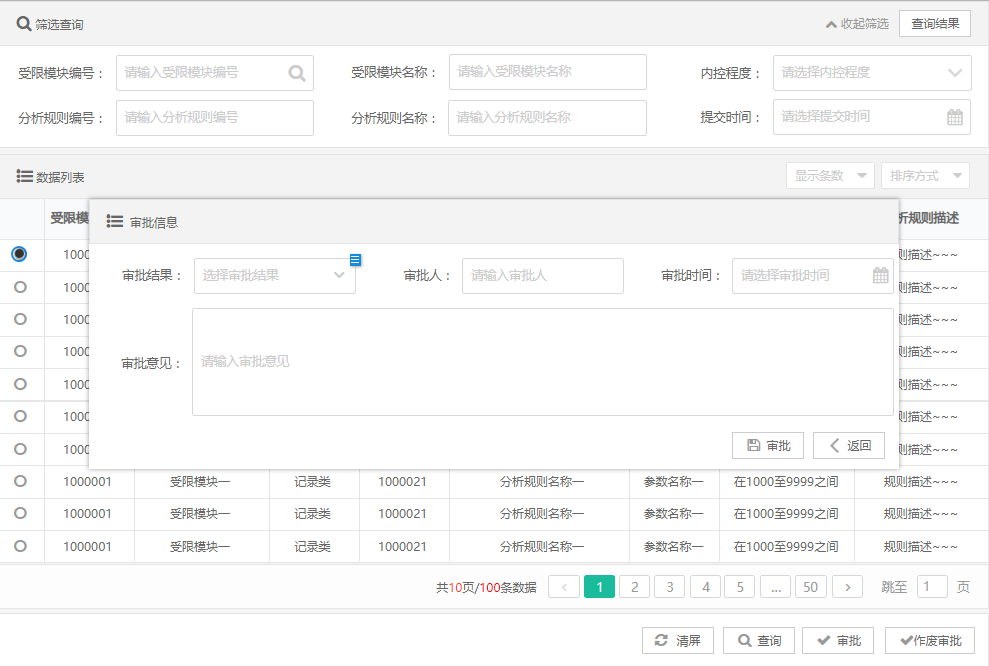 筛选查询 收起筛选 查询结果
受限模块编号： 请输入受限模块编号 受限模块名称： 请输入受限模块名称 内控程度： 请选择内控程度
分析规则编号： 请输入分析规则编号 分析规则名称： 请输入分析规则名称 提交时间： 请选择提交时间
数据列表 显示条数 排序方式
受限模 析规则描述
审批信息
1000 则描述~~~
审批结果： 选择审批结果 审批人： 请输入审批人 审批时间： 请选择审批时间
1000 则描述~~~
1000 则描述~~~
1000 则描述~~~
审批意见： 请输入审批意见
1000 则描述~~~
1000 则描述~~~
1000 则描述~~~
审批 返回
1000001 受限模块一 记录类 1000021 分析规则名称一 参数名称一 在1000至9999之间 规则描述~~~
1000001 受限模块一 记录类 1000021 分析规则名称一 参数名称一 在1000至9999之间 规则描述~~~
1000001 受限模块一 记录类 1000021 分析规则名称一 参数名称一 在1000至9999之间 规则描述~~~
共10页/100条数据 < 1 2 3 4 5 ... 50 > 跳至 1 页
清屏 查询 审批 作废审批